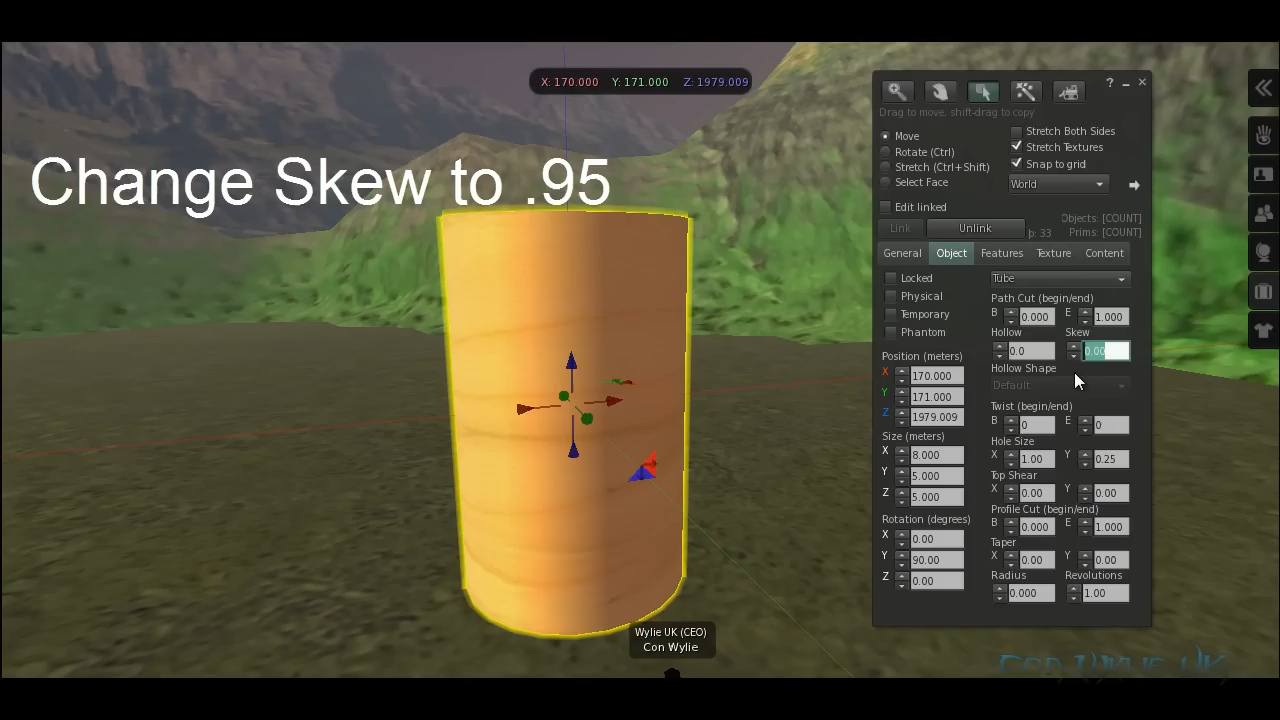 X: 170.000 Y: 171.000 Z: 1979.009
Change Skew to .95
? _ ×
Drag to move, shift-drag to copy
Move
Rotate (Ctrl)
Stretch (Ctrl+Shift)
Select Face
Edit linked
Stretch Both Sides
Stretch Textures
Snap to grid
World
Objects: [COUNT]
Link Unlink p: 33 Prims: [COUNT]
General Object Features Texture Content
Locked
Physical
Temporary
Phantom
Position (meters)
X 170.000
Y 171.000
Z 1979.009
Size (meters)
X 8.000
Y 5.000
Z 5.000
Rotation (degrees)
X 0.00
Y 90.00
Z 0.00
Tube
Path Cut (begin/end)
B 0.000 E 1.000
Hollow Skew
0.0 0.00
Hollow Shape
Default
Twist (begin/end)
B 0 E 0
Hole Size
X 1.00 Y 0.25
Top Shear
X 0.00 Y 0.00
Profile Cut (begin/end)
B 0.000 E 1.000
Taper
X 0.00 Y 0.00
Radius Revolutions
0.000 1.00
Wylie UK (CEO)
Con Wylie
Con Wylie UK